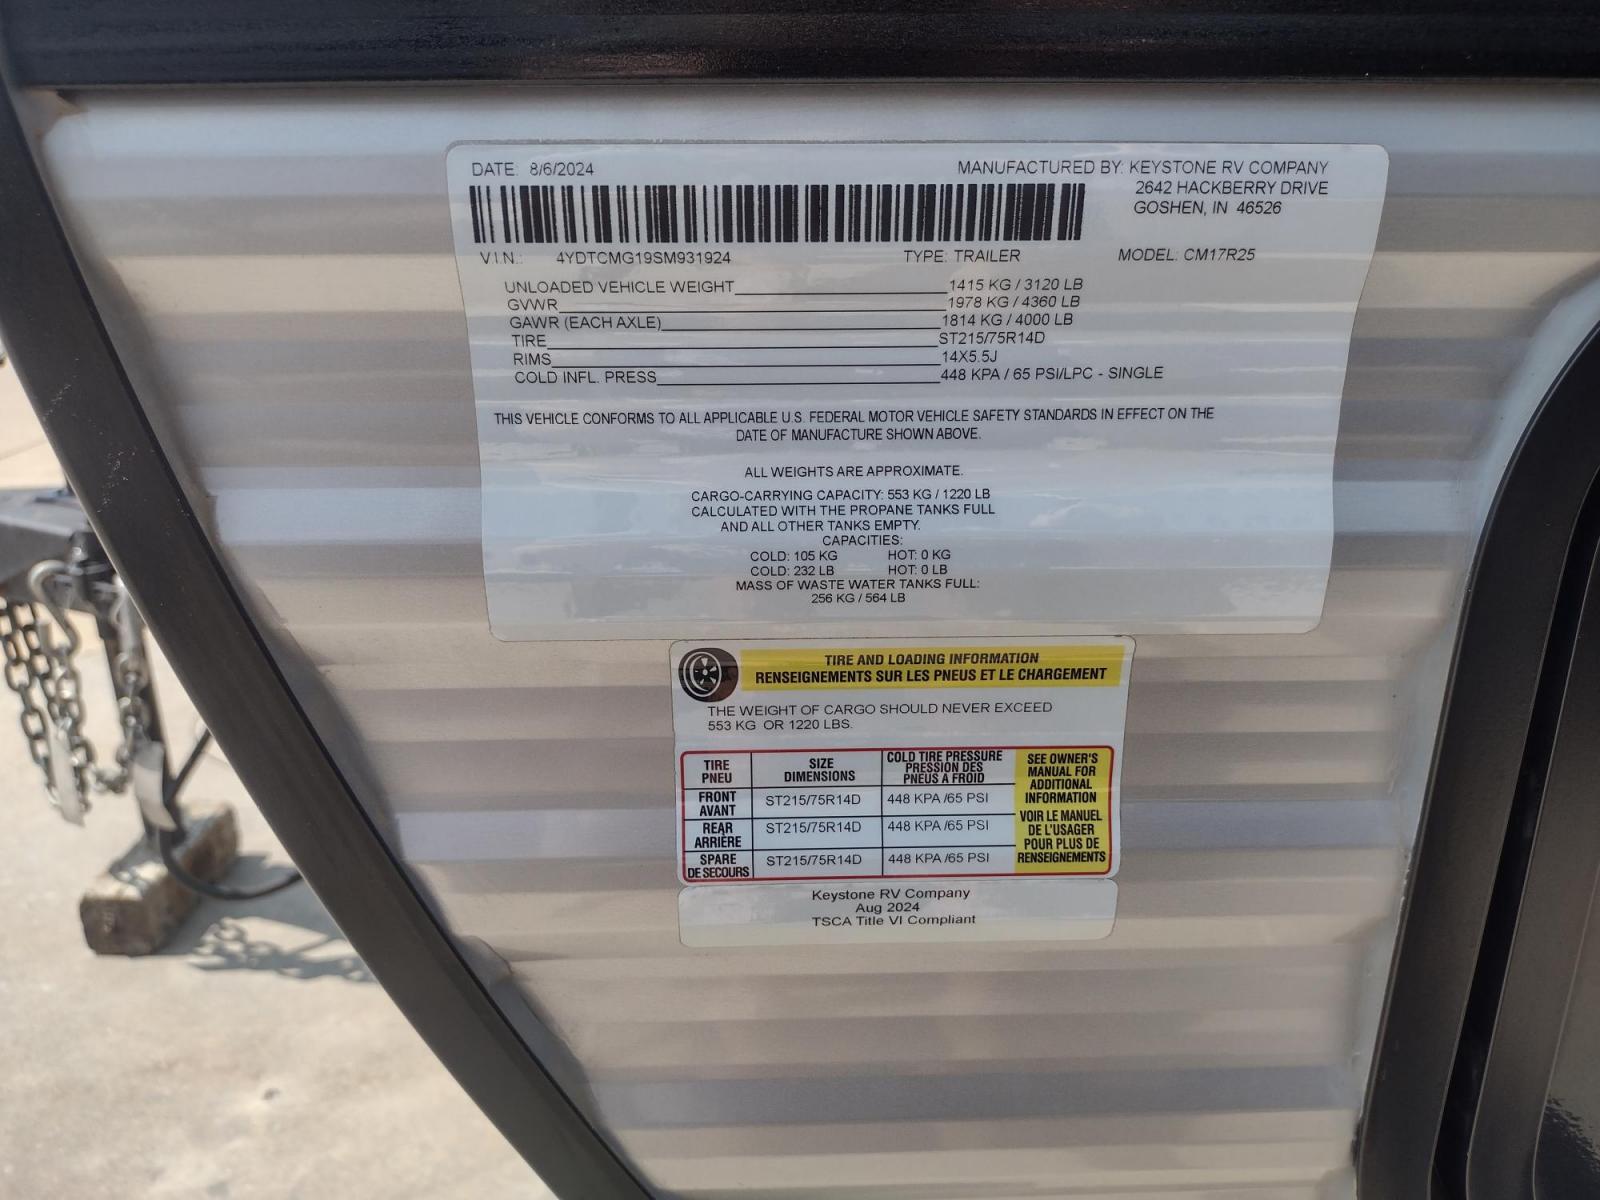 DATE: 8/6/2024 MANUFACTURED BY: KEYSTONE RV COMPANY
2642 HACKBERRY DRIVE
GOSHEN, IN 46526
V.I.N.: 4YDTCMG19SM931924 TYPE: TRAILER MODEL: CM17R25
UNLOADED VEHICLE WEIGHT 1415 KG / 3120 LB
GVWR 1978 KG / 4360 LB
GAWR (EACH AXLE) 1814 KG / 4000 LB
TIRE ST215/75R14D
RIMS 14X5.5J
COLD INFL. PRESS 448 KPA / 65 PSI/LPC - SINGLE
THIS VEHICLE CONFORMS TO ALL APPLICABLE U.S. FEDERAL MOTOR VEHICLE SAFETY STANDARDS IN EFFECT ON THE
DATE OF MANUFACTURE SHOWN ABOVE.
ALL WEIGHTS ARE APPROXIMATE.
CARGO-CARRYING CAPACITY: 553 KG / 1220 LB
CALCULATED WITH THE PROPANE TANKS FULL
AND ALL OTHER TANKS EMPTY.
CAPACITIES:
COLD: 105 KG HOT: 0 KG
COLD: 232 LB HOT: 0 LB
MASS OF WASTE WATER TANKS FULL:
256 KG / 564 LB
TIRE AND LOADING INFORMATION
RENSEIGNEMENTS SUR LES PNEUS ET LE CHARGEMENT
THE WEIGHT OF CARGO SHOULD NEVER EXCEED
553 KG OR 1220 LBS.
TIRE
PNEU
SIZE
DIMENSIONS
COLD TIRE PRESSURE
PRESSION DES
PNEUS A FROID
FRONT
AVANT
ST215/75R14D
448 KPA /65 PSI
REAR
ARRIÈRE
ST215/75R14D
448 KPA /65 PSI
SPARE
DE SECOURS
ST215/75R14D
448 KPA /65 PSI
SEE OWNER'S
MANUAL FOR
ADDITIONAL
INFORMATION
VOIR LE MANUEL
DE L'USAGER
POUR PLUS DE
RENSEIGNEMENTS
Keystone RV Company
Aug 2024
TSCA Title VI Compliant